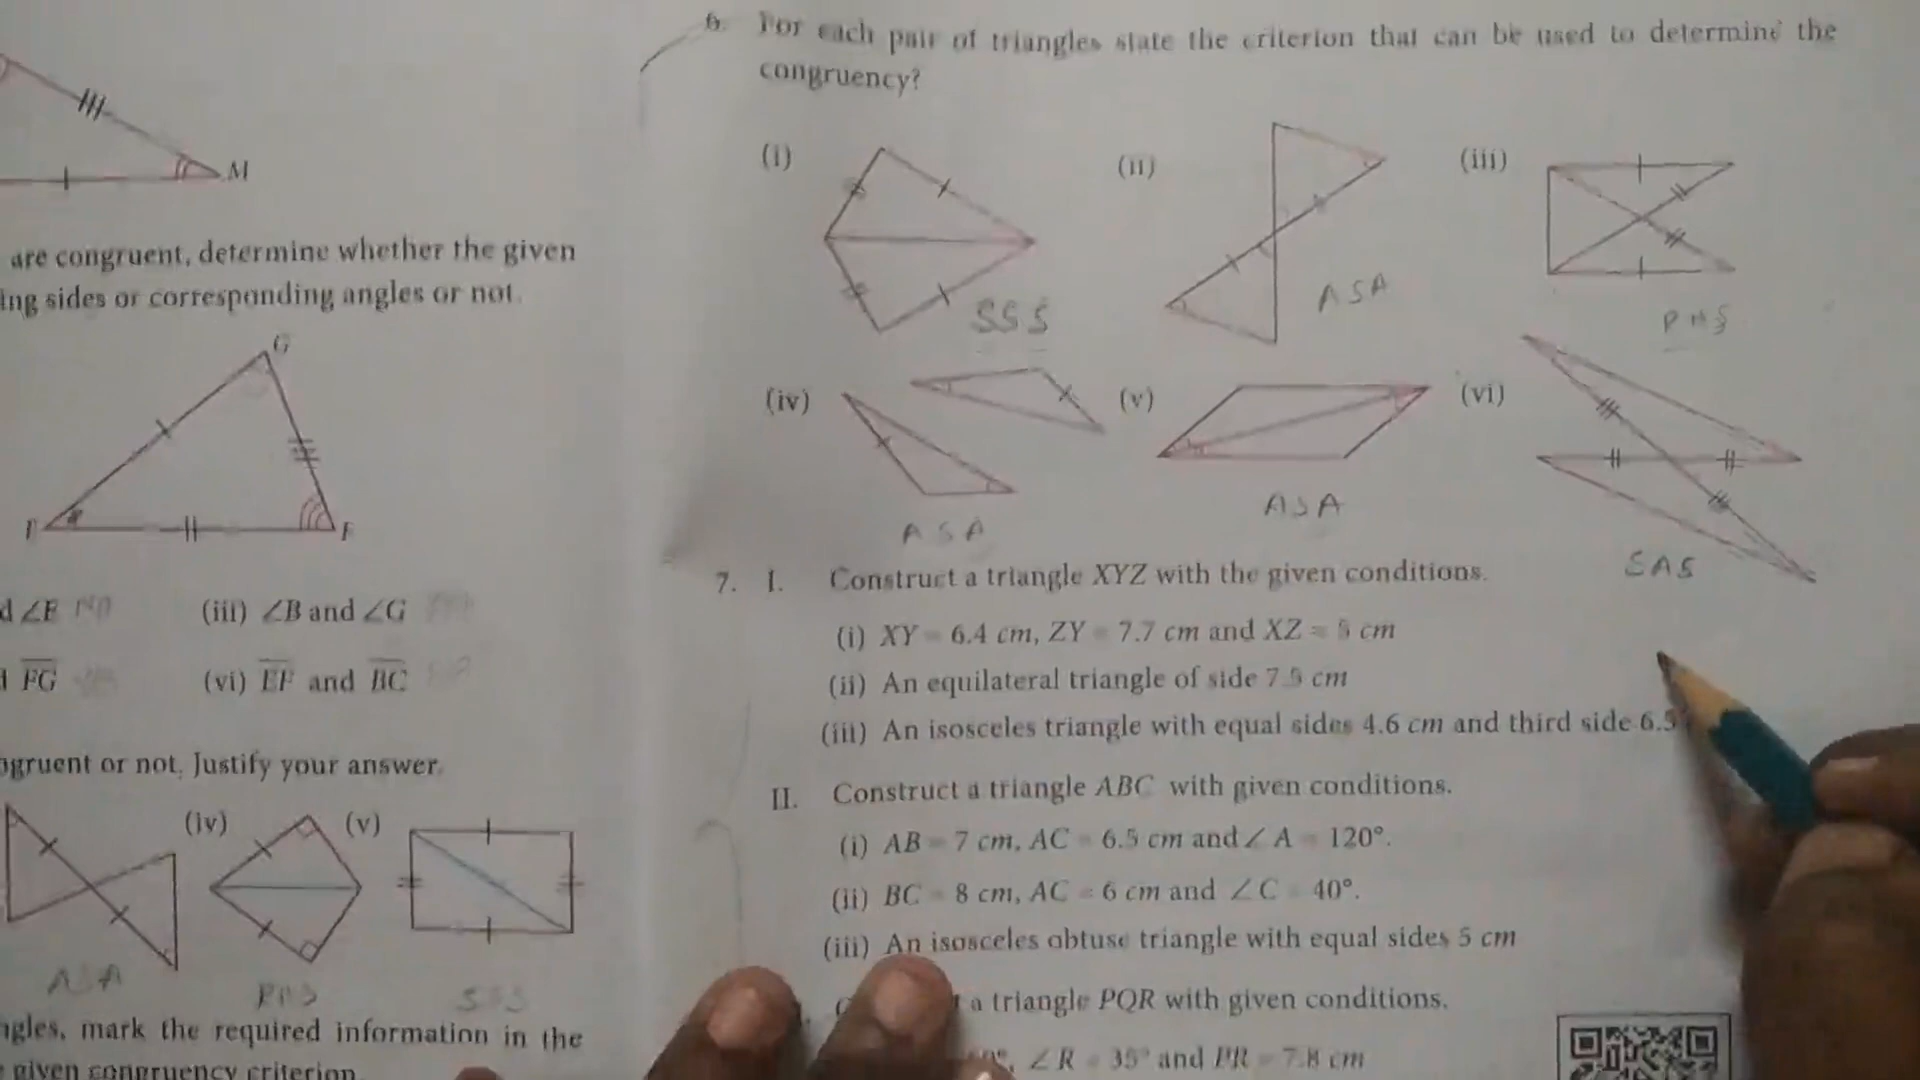 M
are congruent, determine whether the given
ing sides or corresponding angles or not.
G
F
∠E
(iii) ∠B and ∠G
FG
(vi) EF and BC
ngruent or not. Justify your answer.
(iv)
(v)
ASA
RHS
SSS
ngles, mark the required information in the
given congruency criterion.
6. For each pair of triangles state the criterion that can be used to determine the
congruency?
(i)
(ii)
(iii)
SSS
ASA
RHS
(iv)
(v)
(vi)
ASA
ASA
SAS
7. I. Construct a triangle XYZ with the given conditions.
(i) XY = 6.4 cm, ZY = 7.7 cm and XZ = 5 cm
(ii) An equilateral triangle of side 7.5 cm
(iii) An isosceles triangle with equal sides 4.6 cm and third side 6.5
II. Construct a triangle ABC with given conditions.
(i) AB = 7 cm, AC = 6.5 cm and ∠ A = 120°.
(ii) BC = 8 cm, AC = 6 cm and ∠ C = 40°.
(iii) An isosceles obtuse triangle with equal sides 5 cm
a triangle PQR with given conditions.
∠ R = 35° and PR = 7.8 cm